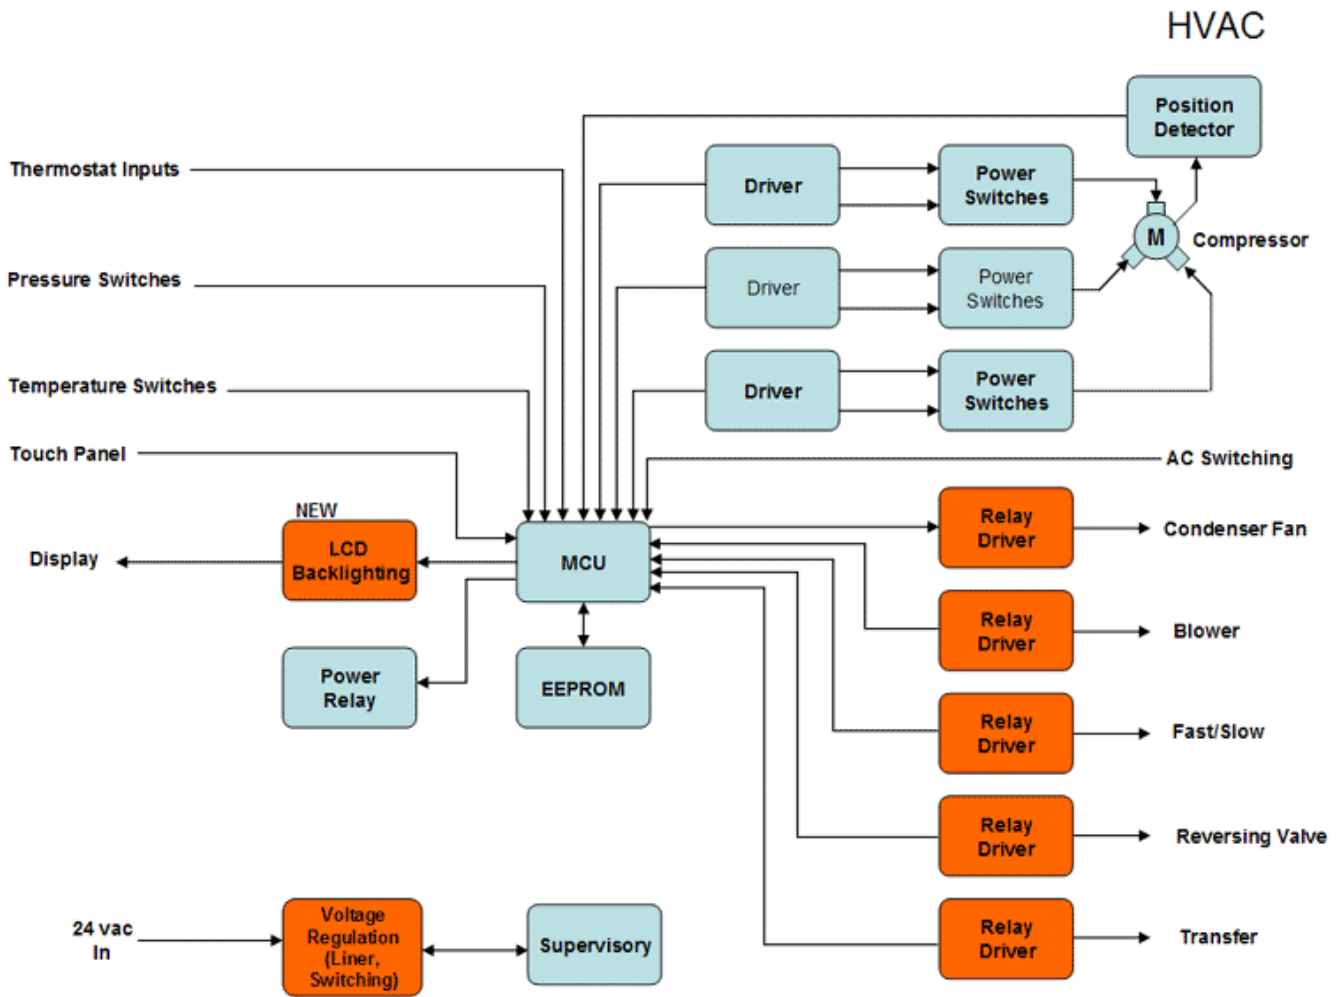 HVAC
Position
Detector
Thermostat Inputs
Driver
Power
Switches
M
Compressor
Pressure Switches
Driver
Power
Switches
Temperature Switches
Driver
Power
Switches
Touch Panel
AC Switching
NEW
LCD
Backlighting
Display
MCU
Relay
Driver
Condenser Fan
Power
Relay
EEPROM
Relay
Driver
Blower
Relay
Driver
Fast/Slow
Relay
Driver
Reversing Valve
24 vac
In
Voltage
Regulation
(Liner,
Switching)
Supervisory
Relay
Driver
Transfer